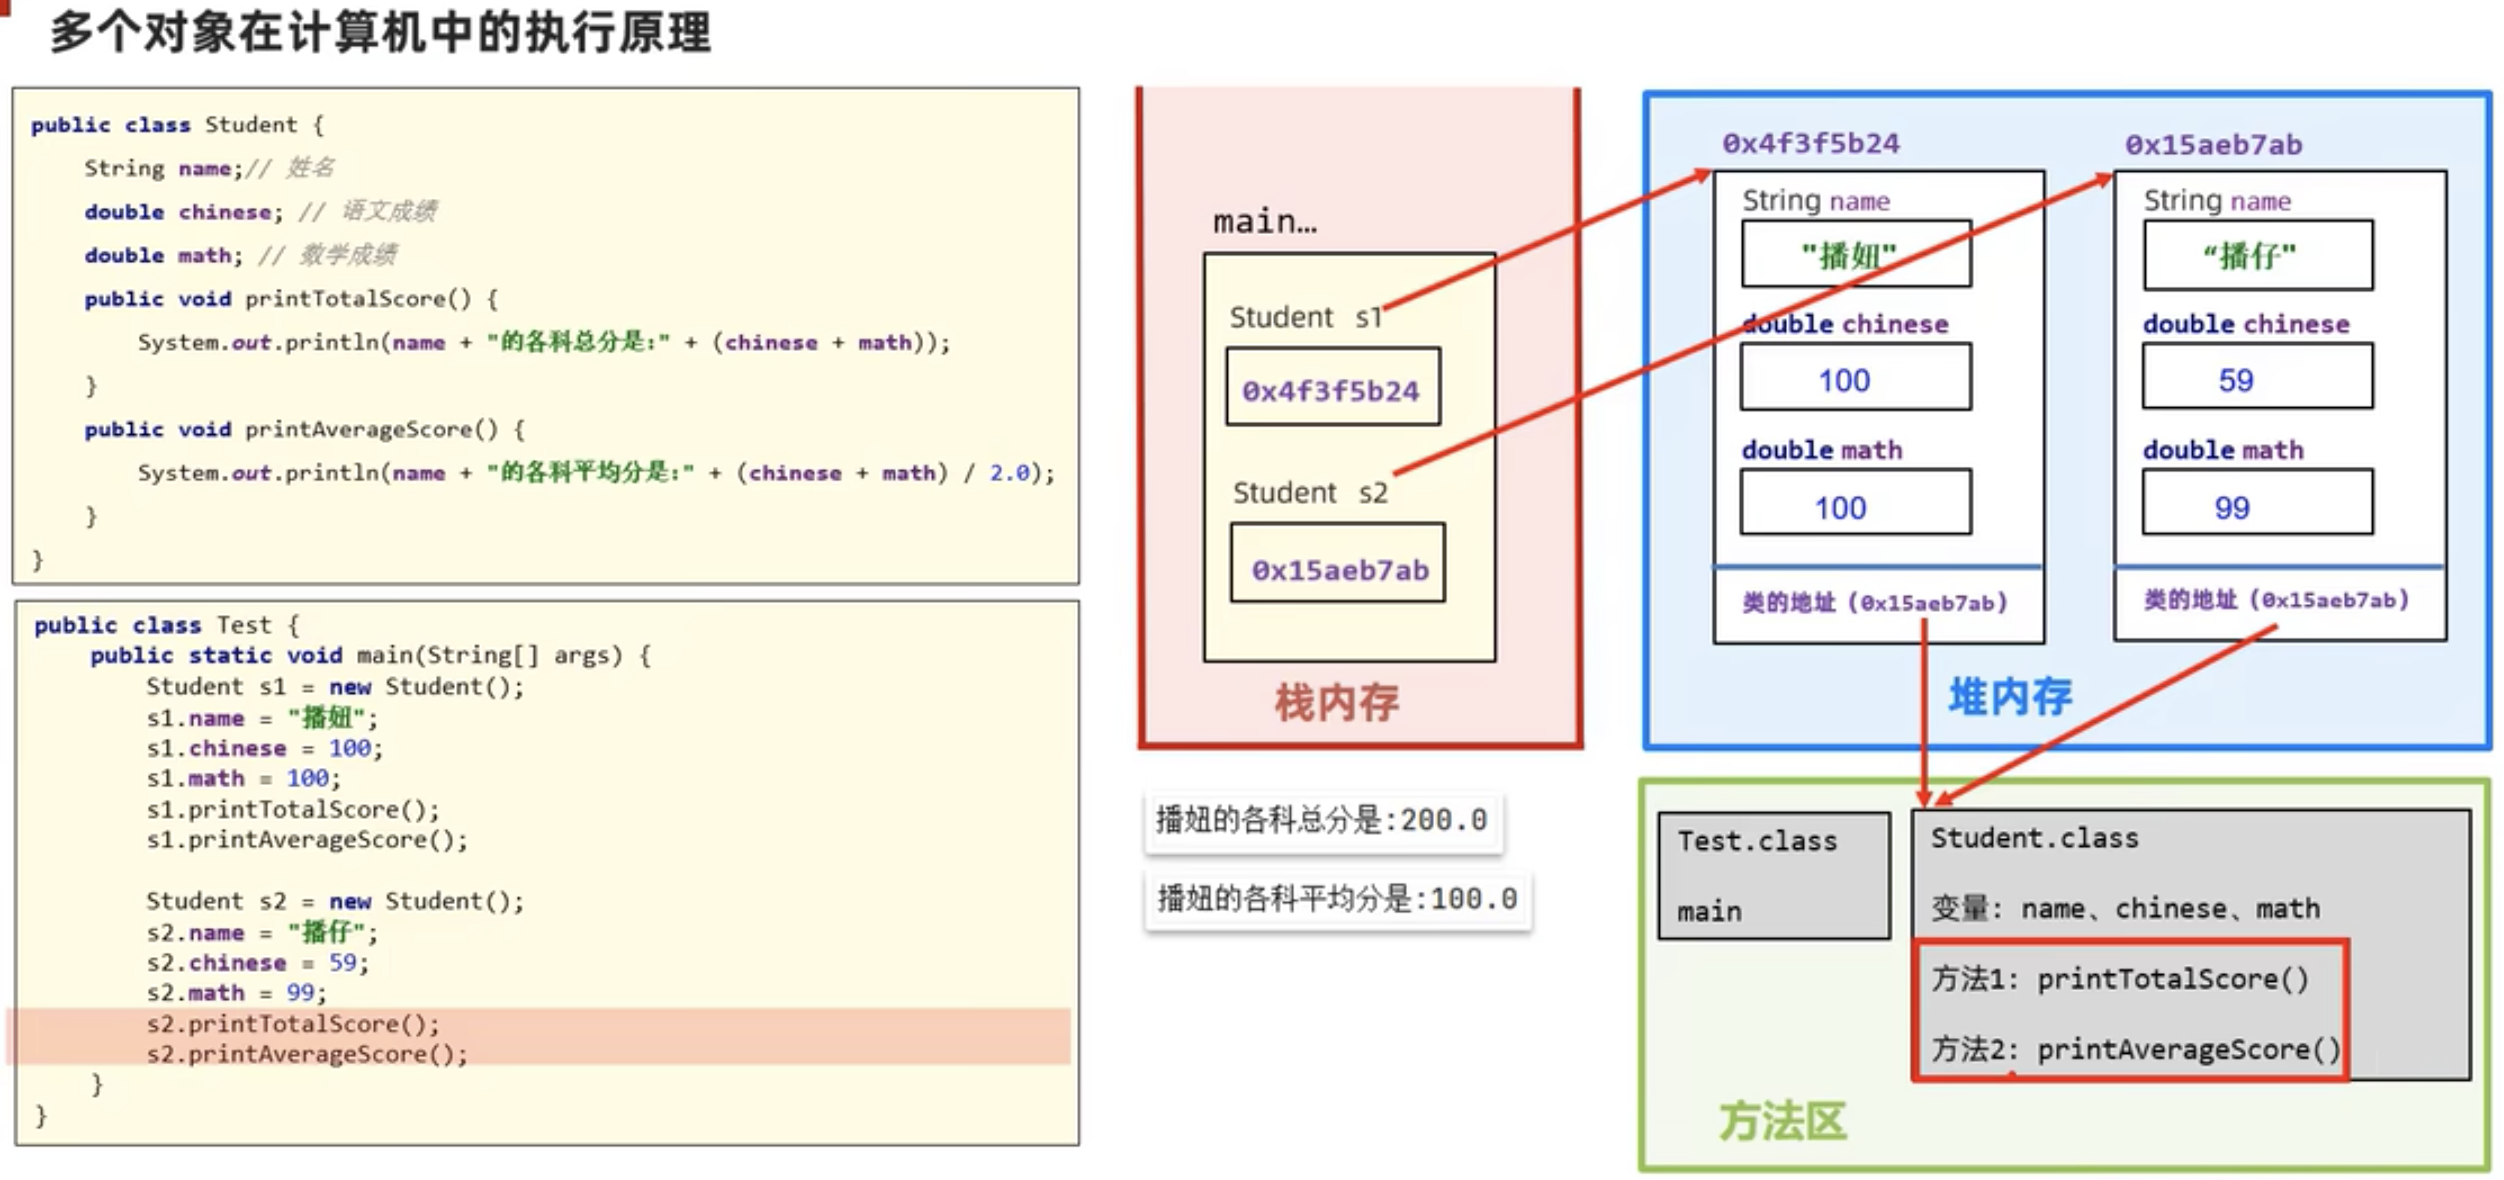 多个对象在计算机中的执行原理
public class Student {
String name;// 姓名
double chinese; // 语文成绩
double math; // 数学成绩
public void printTotalScore() {
System.out.println(name + "的各科总分是:" + (chinese + math));
}
public void printAverageScore() {
System.out.println(name + "的各科平均分是:" + (chinese + math) / 2.0);
}
}
public class Test {
public static void main(String[] args) {
Student s1 = new Student();
s1.name = "播妞";
s1.chinese = 100;
s1.math = 100;
s1.printTotalScore();
s1.printAverageScore();
Student s2 = new Student();
s2.name = "播仔";
s2.chinese = 59;
s2.math = 99;
s2.printTotalScore();
s2.printAverageScore();
}
}
main…
Student s1
0x4f3f5b24
Student s2
0x15aeb7ab
栈内存
播妞的各科总分是:200.0
播妞的各科平均分是:100.0
0x4f3f5b24
String name
"播妞"
double chinese
100
double math
100
类的地址（0x15aeb7ab）
0x15aeb7ab
String name
“播仔"
double chinese
59
double math
99
类的地址（0x15aeb7ab）
堆内存
Test.class
main
Student.class
变量: name、chinese、math
方法1: printTotalScore()
方法2: printAverageScore()
方法区